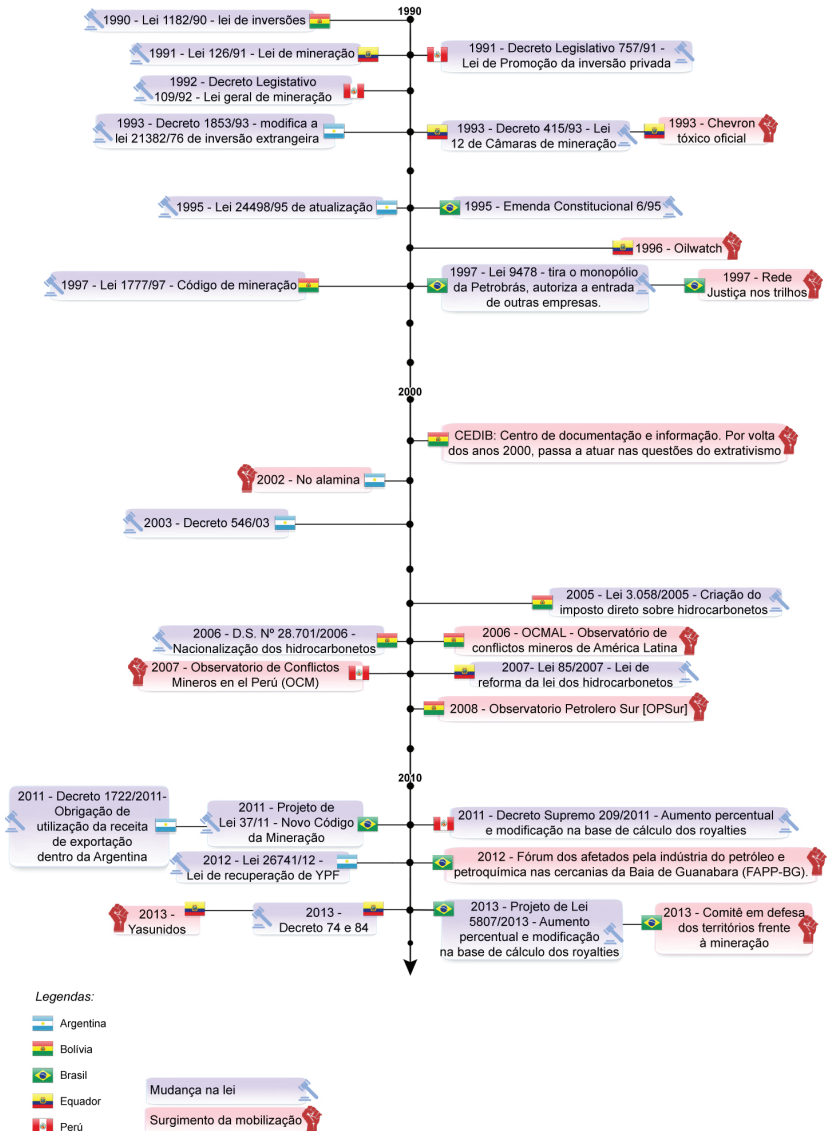 1990
1990 - Lei 1182/90 - lei de inversões
1991 - Lei 126/91 - Lei de mineração
1991 - Decreto Legislativo 757/91 -
Lei de Promoção da inversão privada
1992 - Decreto Legistativo
109/92 - Lei geral de mineração
1993 - Decreto 1853/93 - modifica a
lei 21382/76 de inversão extrangeira
1993 - Decreto 415/93 - Lei
12 de Câmaras de mineração
1993 - Chevron
tóxico oficial
1995 - Lei 24498/95 de atualização
1995 - Emenda Constitucional 6/95
1996 - Oilwatch
1997 - Lei 1777/97 - Código de mineração
1997 - Lei 9478 - tira o monopólio
da Petrobrás, autoriza a entrada
de outras empresas.
1997 - Rede
Justiça nos trilhos
2000
CEDIB: Centro de documentação e informação. Por volta
dos anos 2000, passa a atuar nas questões do extrativismo
2002 - No alamina
2003 - Decreto 546/03
2005 - Lei 3.058/2005 - Criação do
imposto direto sobre hidrocarbonetos
2006 - D.S. Nº 28.701/2006 -
Nacionalização dos hidrocarbonetos
2006 - OCMAL - Observatório de
conflictos mineros de América Latina
2007 - Observatorio de Conflictos
Mineros en el Perú (OCM)
2007- Lei 85/2007 - Lei de
reforma da lei dos hidrocarbonetos
2008 - Observatorio Petrolero Sur [OPSur]
2010
2011 - Decreto 1722/2011-
Obrigação de
utilização da receita
de exportação
dentro da Argentina
2011 - Projeto de
Lei 37/11 - Novo Código
da Mineração
2011 - Decreto Supremo 209/2011 - Aumento percentual
e modificação na base de cálculo dos royalties
2012 - Lei 26741/12 -
Lei de recuperação de YPF
2012 - Fórum dos afetados pela indústria do petróleo e
petroquímica nas cercanias da Baia de Guanabara (FAPP-BG).
2013 -
Yasunidos
2013 -
Decreto 74 e 84
2013 - Projeto de Lei
5807/2013 - Aumento
percentual e modificação
na base de cálculo dos royalties
2013 - Comitê em defesa
dos territórios frente
à mineração
Legendas:
Argentina
Bolívia
Brasil
Equador
Perú
Mudança na lei
Surgimento da mobilização